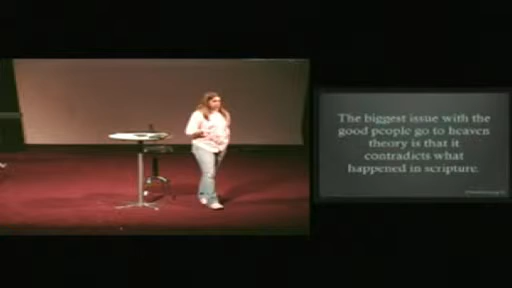 The biggest issue with the
good people go to heaven
theory is that it
contradicts what
happened in scripture.